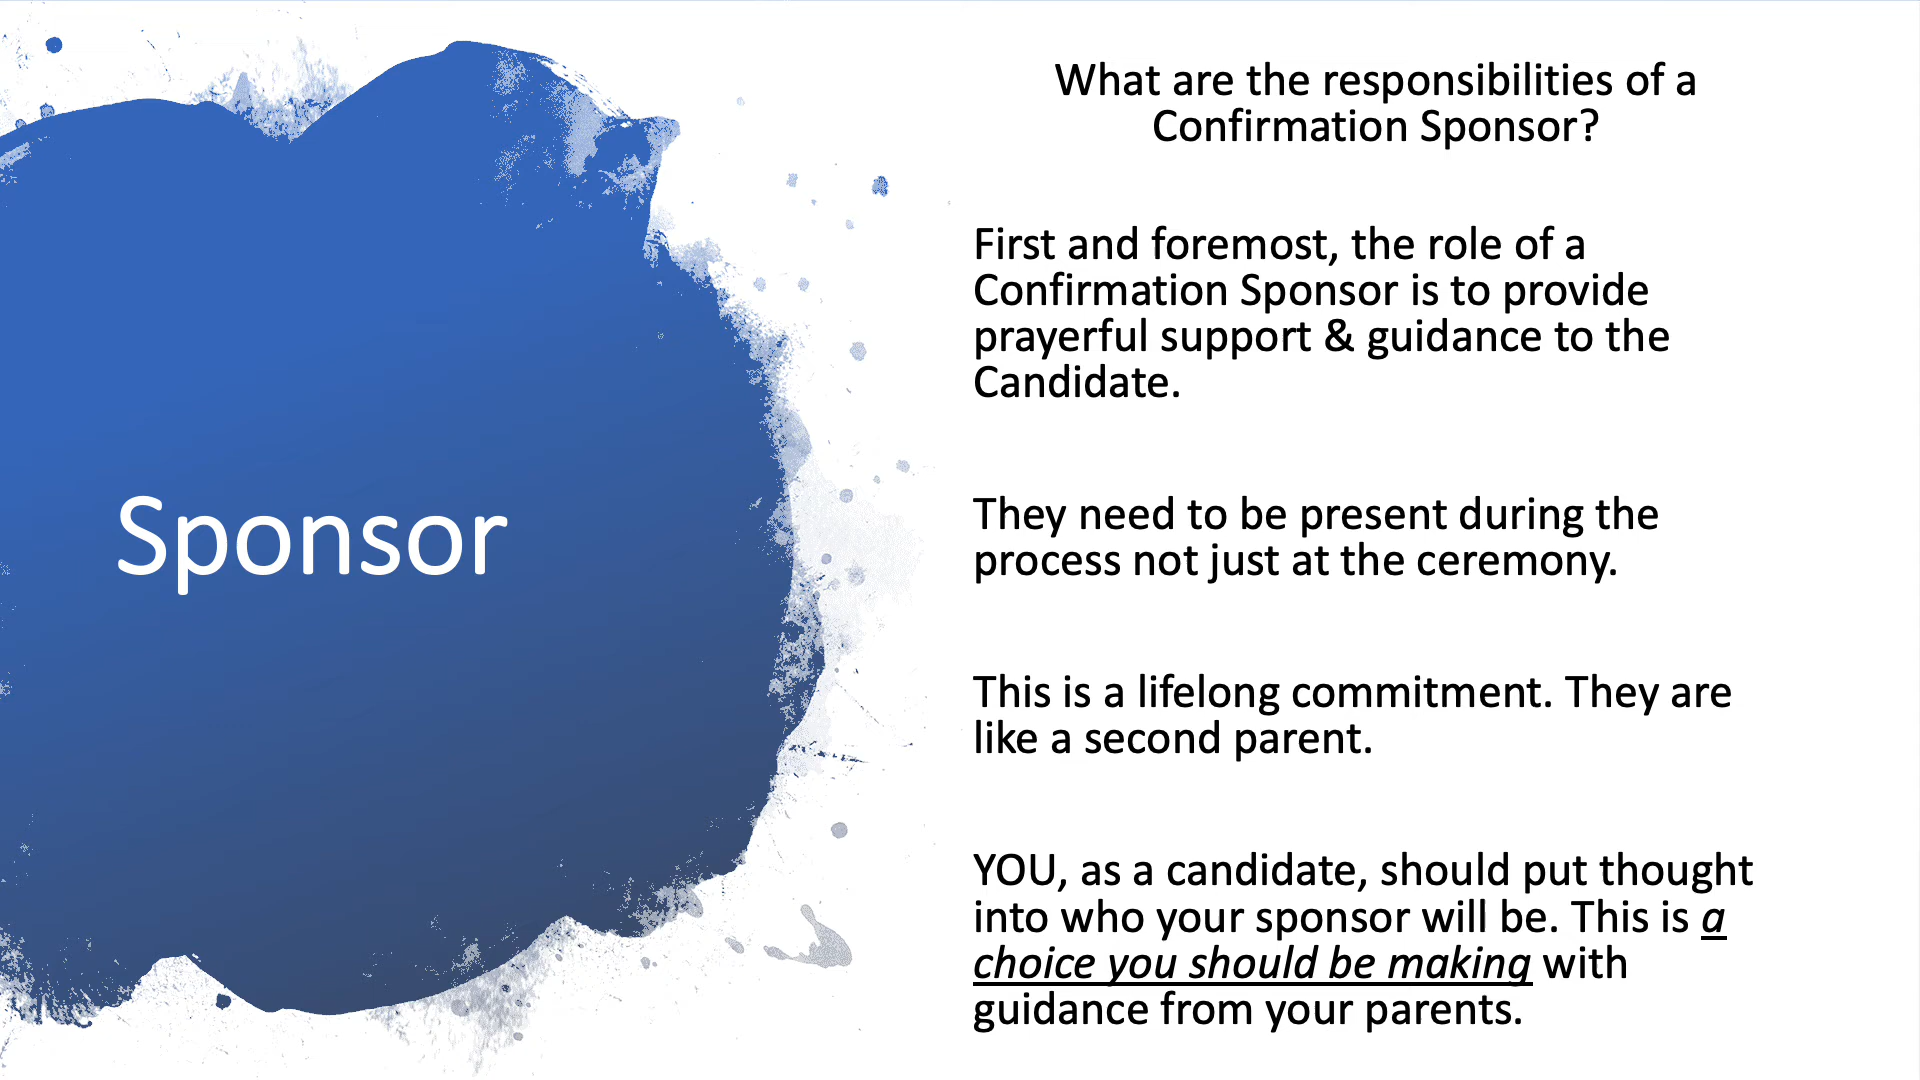 Sponsor
What are the responsibilities of a
Confirmation Sponsor?
First and foremost, the role of a
Confirmation Sponsor is to provide
prayerful support & guidance to the
Candidate.
They need to be present during the
process not just at the ceremony.
This is a lifelong commitment. They are
like a second parent.
YOU, as a candidate, should put thought
into who your sponsor will be. This is a
choice you should be making with
guidance from your parents.